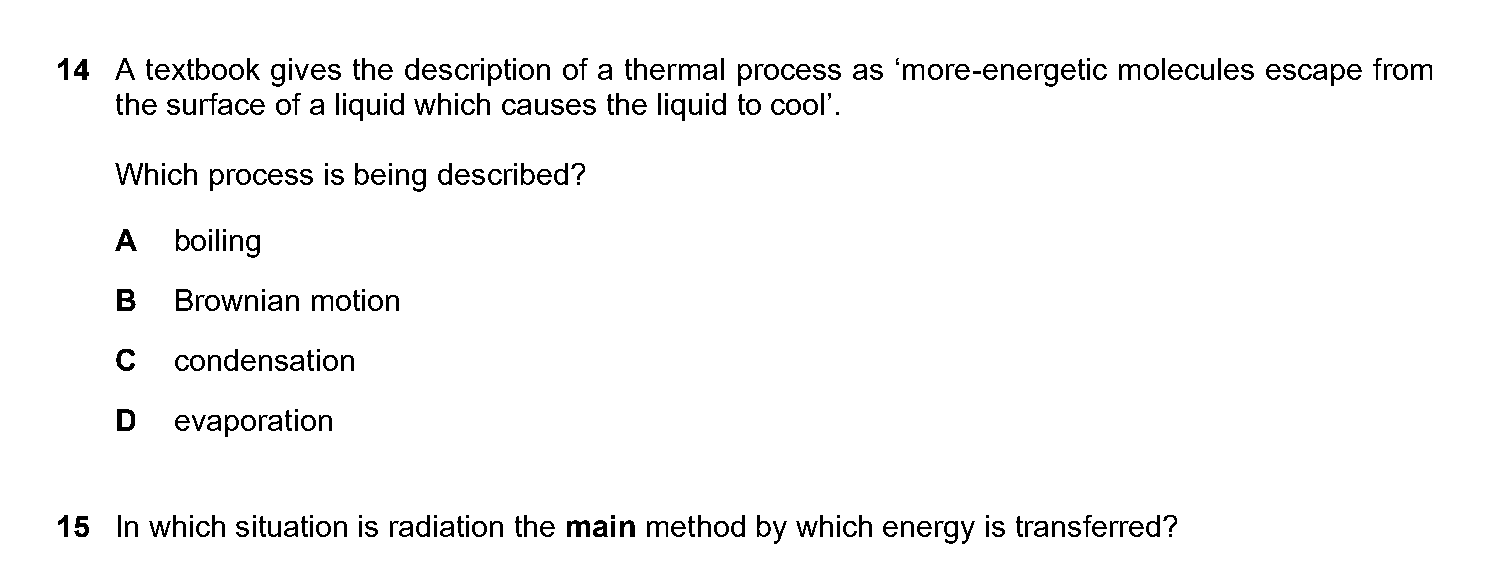 14 A textbook gives the description of a thermal process as ‘more-energetic molecules escape from
the surface of a liquid which causes the liquid to cool’.
Which process is being described?
A boiling
B Brownian motion
C condensation
D evaporation
15 In which situation is radiation the main method by which energy is transferred?